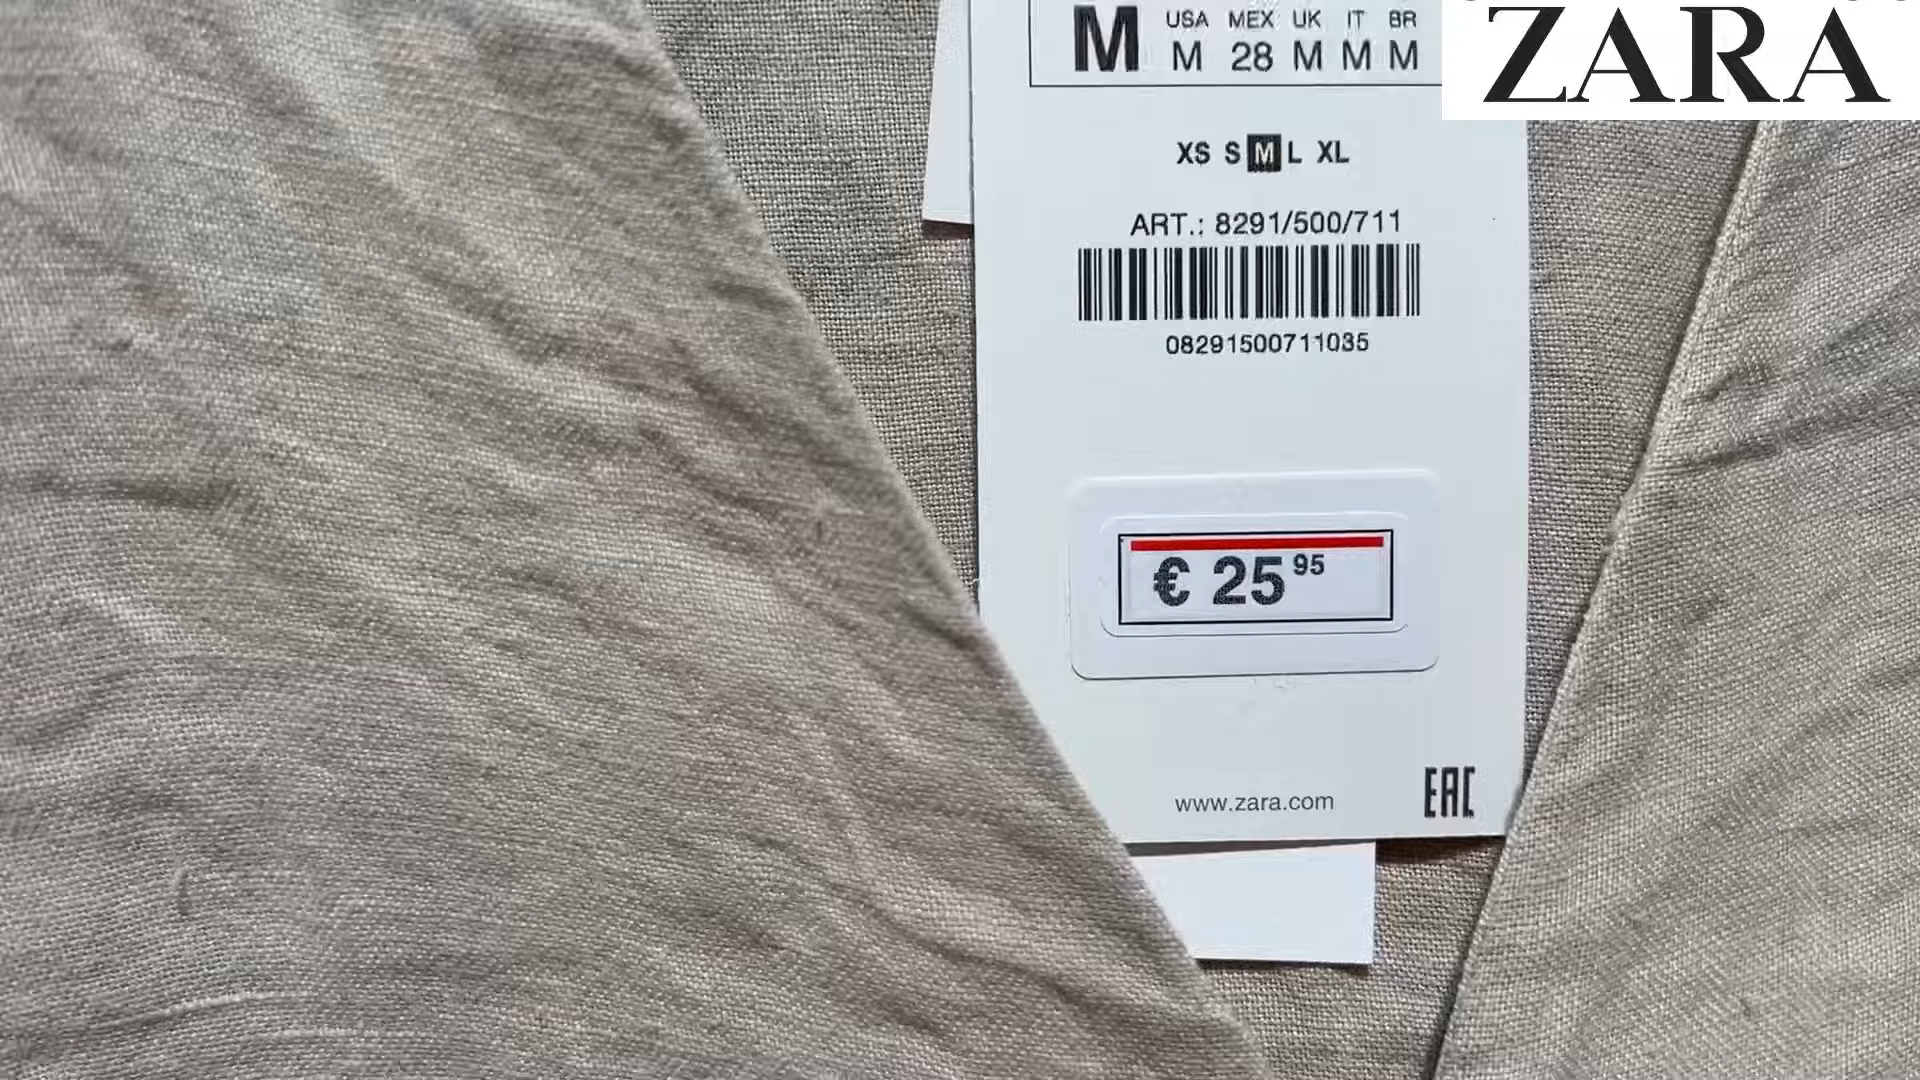 ZARA
USA MEX UK IT BR
M M 28 M M M
XS S M L XL
ART.: 8291/500/711
08291500711035
€ 25 95
www.zara.com
EAC